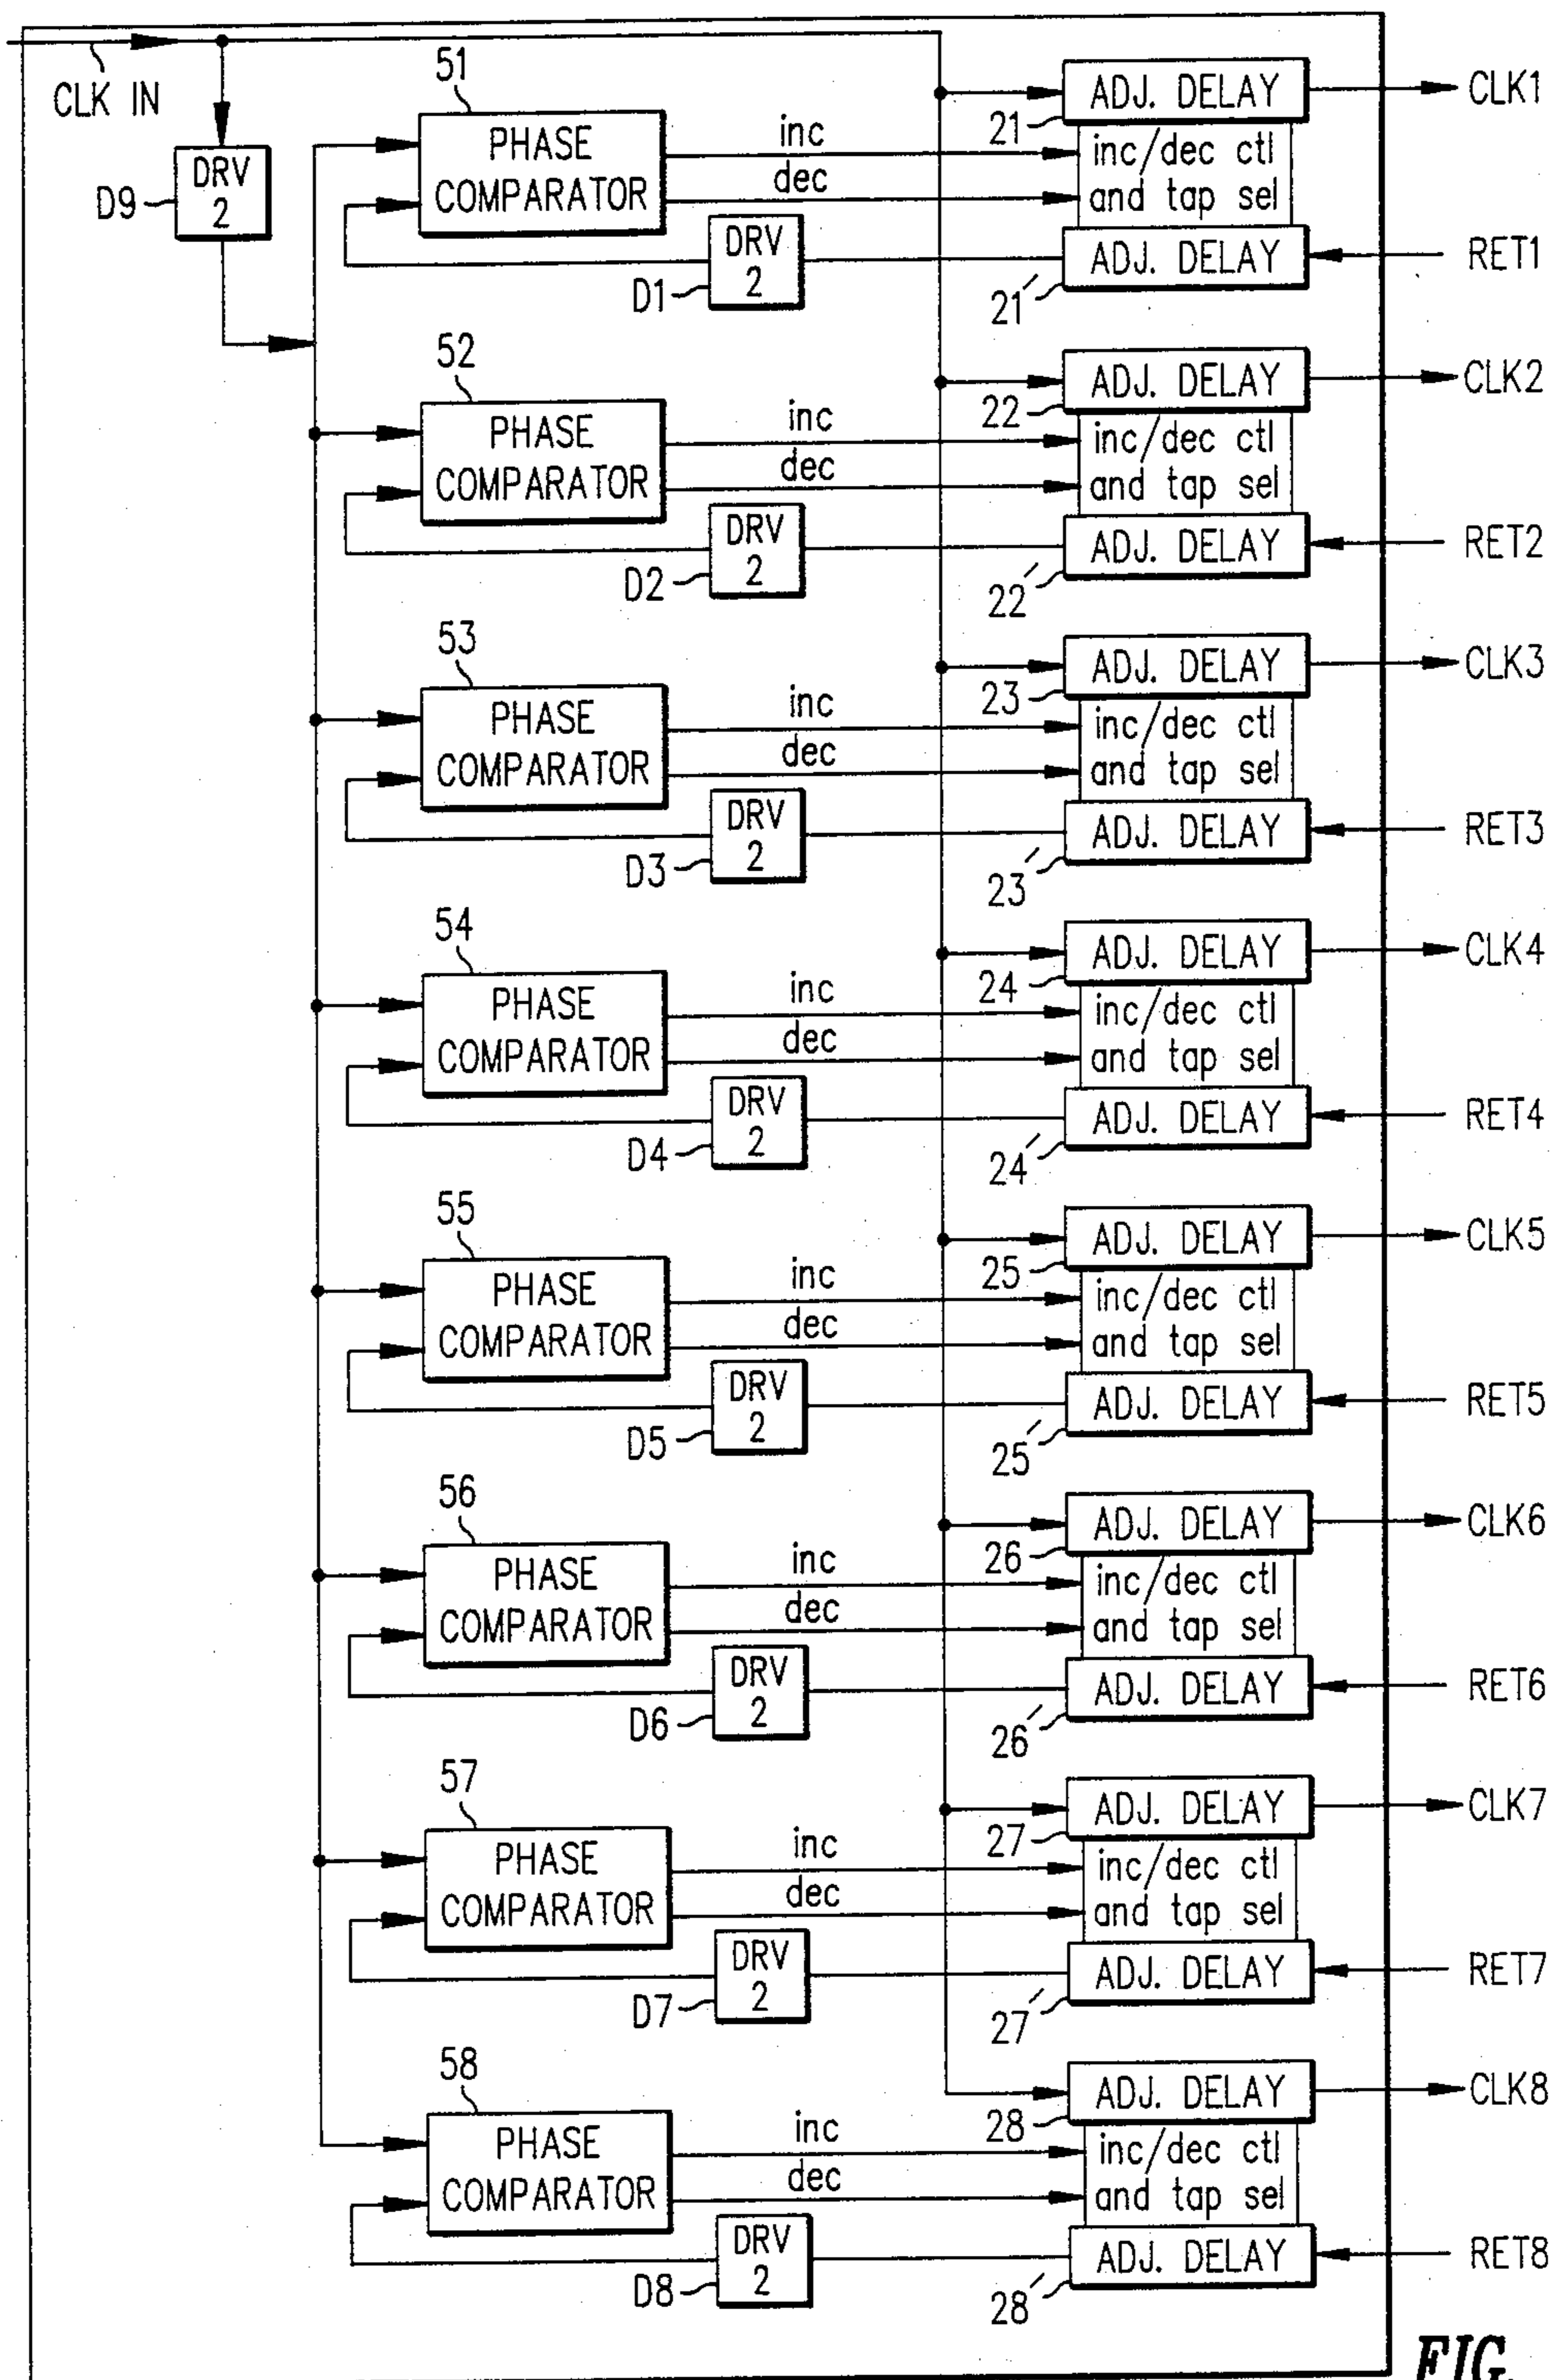 CLK IN
DRV
2
D9
51
PHASE
COMPARATOR
inc
dec
DRV
2
D1
ADJ. DELAY
21
inc/dec ctl
and tap sel
ADJ. DELAY
21′
CLK1
RET1
52
PHASE
COMPARATOR
inc
dec
DRV
2
D2
ADJ. DELAY
22
inc/dec ctl
and tap sel
ADJ. DELAY
22′
CLK2
RET2
53
PHASE
COMPARATOR
inc
dec
DRV
2
D3
ADJ. DELAY
23
inc/dec ctl
and tap sel
ADJ. DELAY
23′
CLK3
RET3
54
PHASE
COMPARATOR
inc
dec
DRV
2
D4
ADJ. DELAY
24
inc/dec ctl
and tap sel
ADJ. DELAY
24′
CLK4
RET4
55
PHASE
COMPARATOR
inc
dec
DRV
2
D5
ADJ. DELAY
25
inc/dec ctl
and tap sel
ADJ. DELAY
25′
CLK5
RET5
56
PHASE
COMPARATOR
inc
dec
DRV
2
D6
ADJ. DELAY
26
inc/dec ctl
and tap sel
ADJ. DELAY
26′
CLK6
RET6
57
PHASE
COMPARATOR
inc
dec
DRV
2
D7
ADJ. DELAY
27
inc/dec ctl
and tap sel
ADJ. DELAY
27′
CLK7
RET7
58
PHASE
COMPARATOR
inc
dec
DRV
2
D8
ADJ. DELAY
28
inc/dec ctl
and tap sel
ADJ. DELAY
28′
CLK8
RET8
FIG.